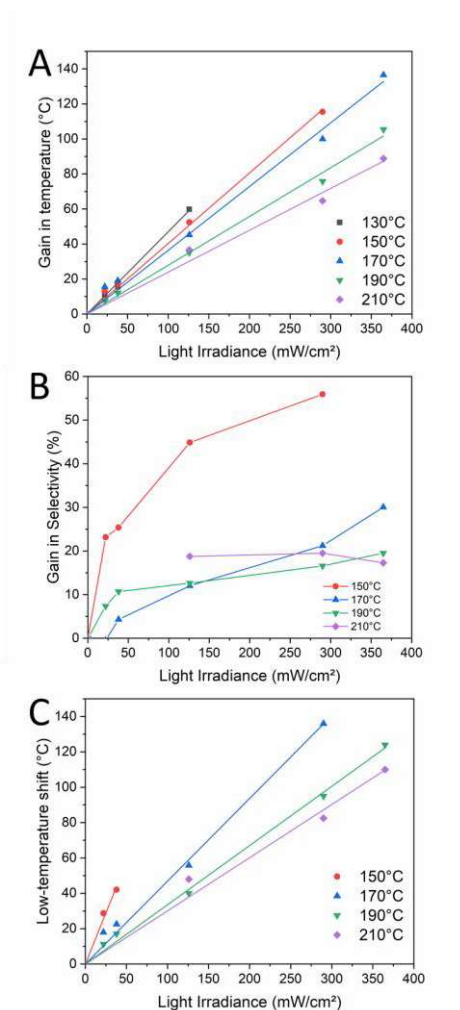 A
Gain in temperature (°C)
140
120
100
80
60
40
20
0
130°C
150°C
170°C
190°C
210°C
0 50 100 150 200 250 300 350 400
Light Irradiance (mW/cm²)
B
Gain in Selectivity (%)
60
50
40
30
20
10
0
150°C
170°C
190°C
210°C
0 50 100 150 200 250 300 350 400
Light Irradiance (mW/cm²)
C
Low-temperature shift (°C)
140
120
100
80
60
40
20
0
150°C
170°C
190°C
210°C
0 50 100 150 200 250 300 350 400
Light Irradiance (mW/cm²)